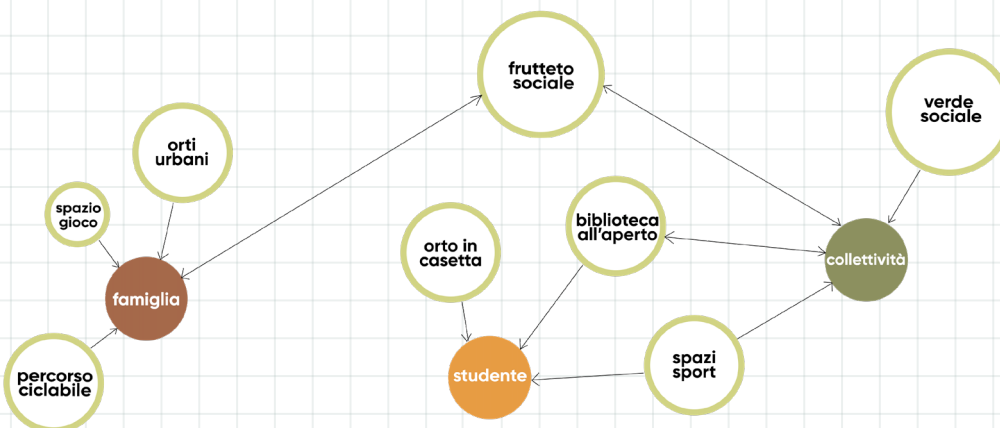 frutteto
sociale
verde
sociale
orti
urbani
spazio
gioco
biblioteca
all'aperto
orto in
casetta
collettività
famiglia
spazi
sport
studente
percorso
ciclabile